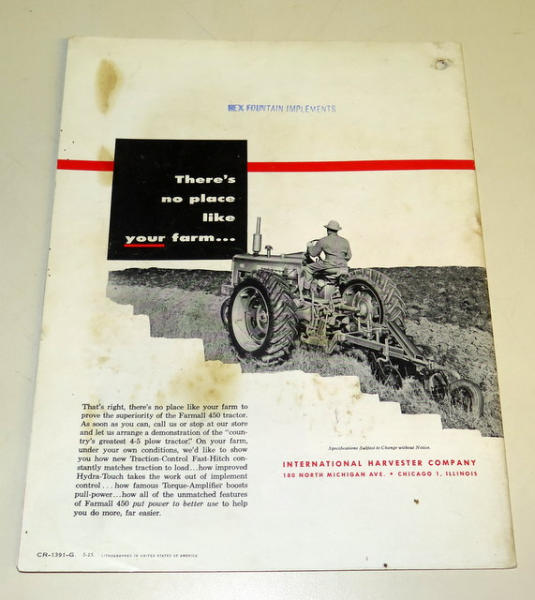 REX FOUNTAIN IMPLEMENTS
There's
no place
like
your farm...
That's right, there's no place like your farm to
prove the superiority of the Farmall 450 tractor.
As soon as you can, call us or stop at our store
and let us arrange a demonstration of the "coun-
try's greatest 4-5 plow tractor." On your farm,
under your own conditions, we'd like to show
you how new Traction-Control Fast-Hitch con-
stantly matches traction to load...how improved
Hydra-Touch takes the work out of implement
control...how famous Torque-Amplifier boosts
pull-power...how all of the unmatched features
of Farmall 450 put power to better use to help
you do more, far easier.
Specifications Subject to Change without Notice.
INTERNATIONAL HARVESTER COMPANY
180 NORTH MICHIGAN AVE. • CHICAGO 1, ILLINOIS
CR-1391-G. LITHOGRAPHED IN UNITED STATES OF AMERICA